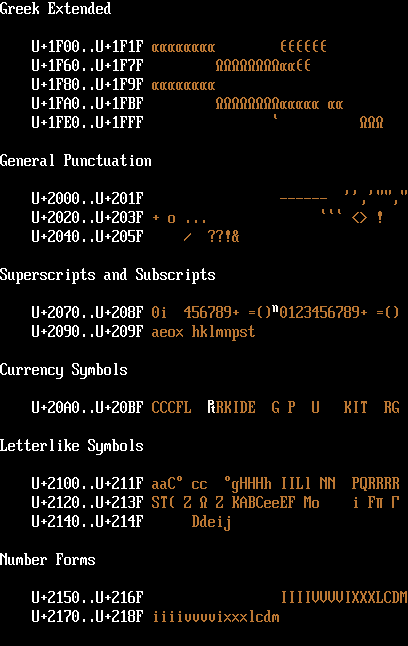 Greek Extended
U+1F00..U+1F1F αααααααα εεεεεε
U+1F60..U+1F7F ΩΩΩΩΩΩΩΩααεε
U+1F80..U+1F9F αααααααα
U+1FA0..U+1FBF ΩΩΩΩΩΩΩΩααααα αα
U+1FE0..U+1FFF ` ΩΩΩ
General Punctuation
U+2000..U+201F ------ '','"","
U+2020..U+203F + o ... ``` <> !
U+2040..U+205F / ??!&
Superscripts and Subscripts
U+2070..U+208F 0i 456789+ =()ⁿ0123456789+ =()
U+2090..U+209F aeox hklmnpst
Currency Symbols
U+20A0..U+20BF CCCFL ₧RKIDE G P U KIT RG
Letterlike Symbols
U+2100..U+211F aaC° cc °gHHHh IILl NN PQRRRR
U+2120..U+213F ST( Z Ω Z KABCeeEF Mo i Fπ Γ
U+2140..U+214F Ddeij
Number Forms
U+2150..U+216F IIIIVVVVIXXXLCDM
U+2170..U+218F iiiivvvvixxxlcdm